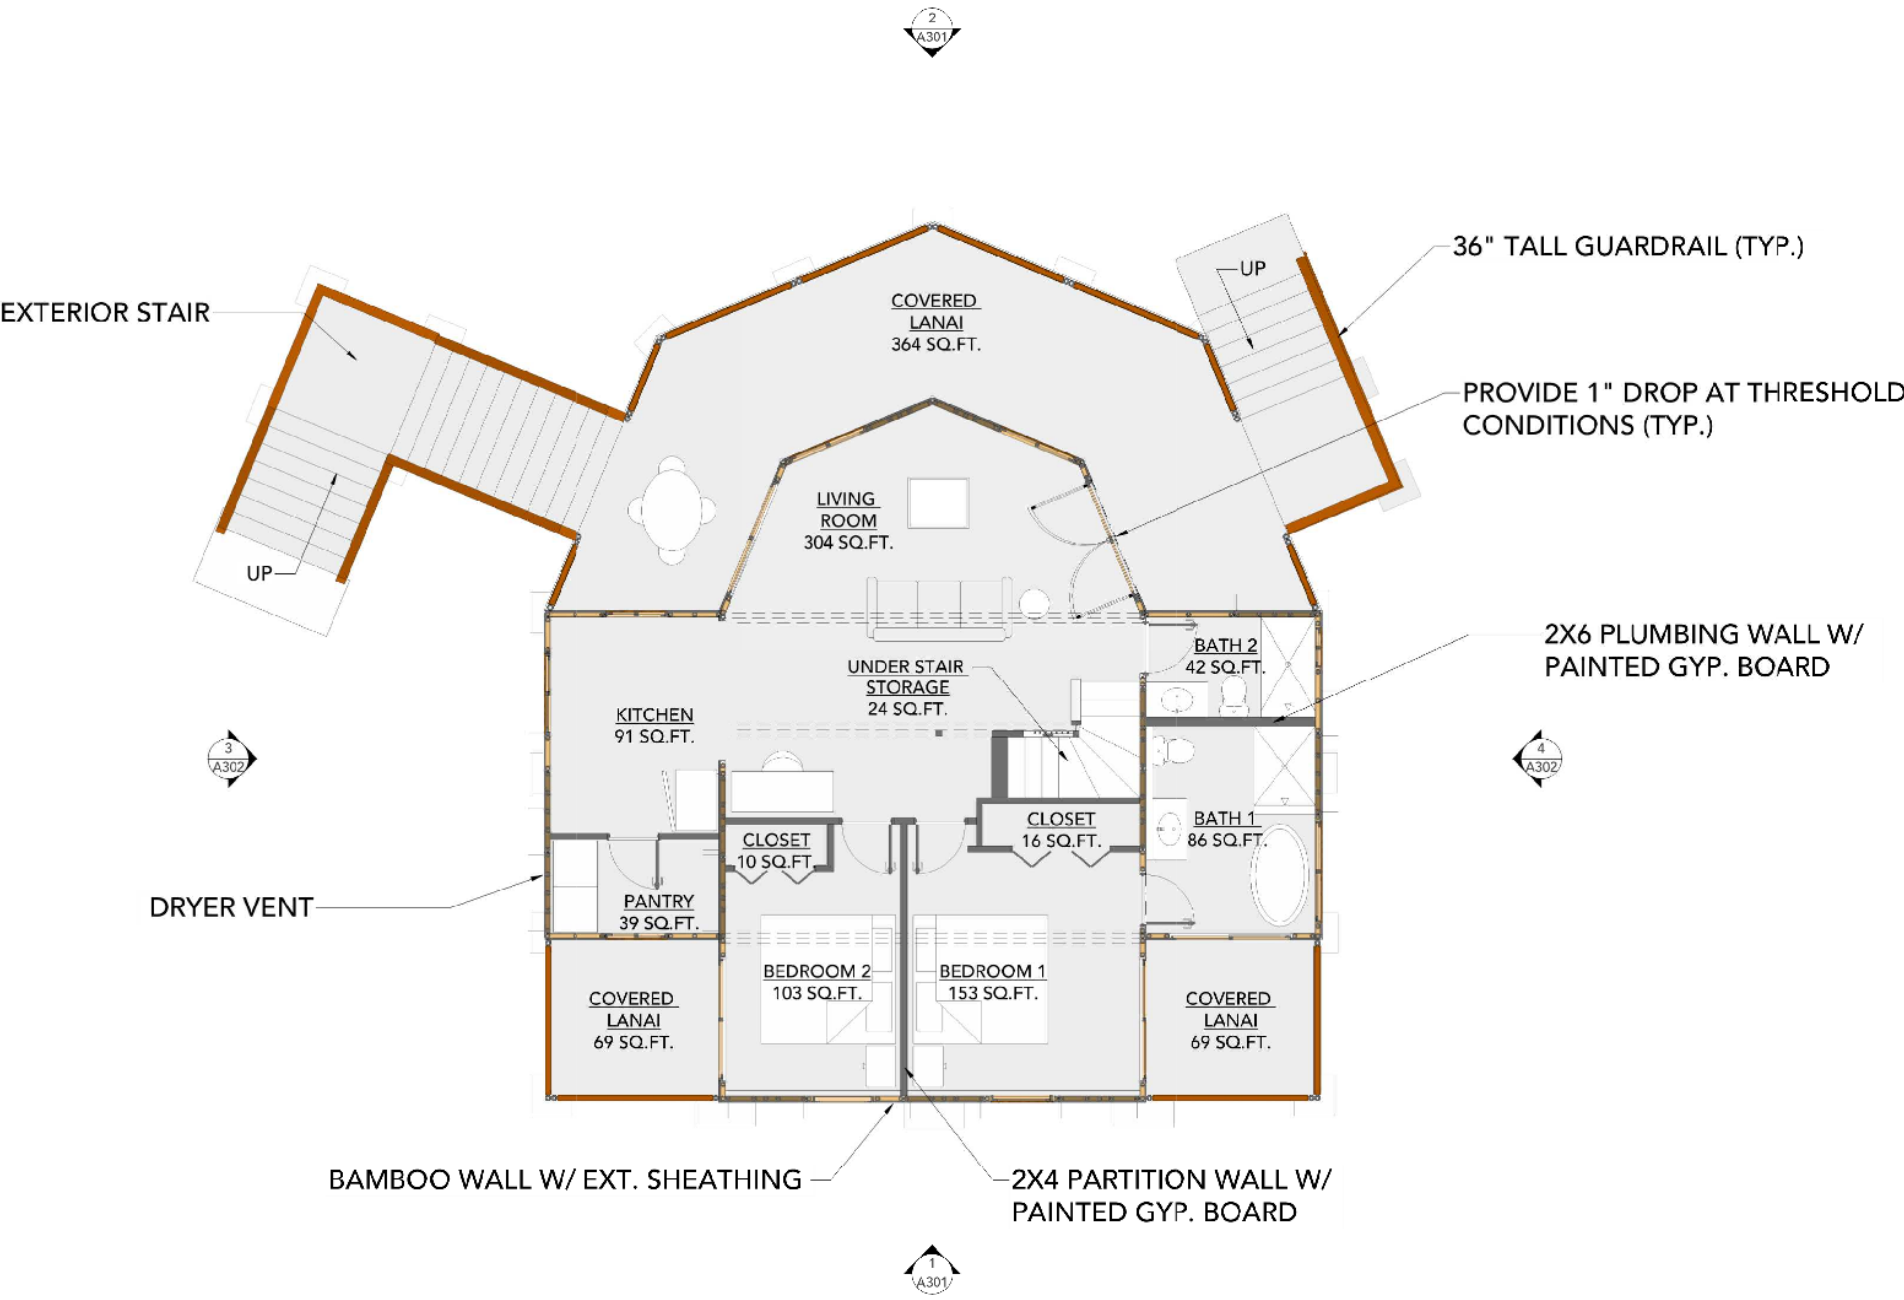 2
A301
36" TALL GUARDRAIL (TYP.)
UP
EXTERIOR STAIR
COVERED
LANAI
364 SQ.FT.
PROVIDE 1" DROP AT THRESHOLD
CONDITIONS (TYP.)
LIVING
ROOM
304 SQ.FT.
UP
2X6 PLUMBING WALL W/
PAINTED GYP. BOARD
BATH 2
42 SQ.FT.
UNDER STAIR
STORAGE
24 SQ.FT.
KITCHEN
91 SQ.FT.
3
A302
4
A302
CLOSET
10 SQ.FT.
CLOSET
16 SQ.FT.
BATH 1
86 SQ.FT.
DRYER VENT
PANTRY
39 SQ.FT.
BEDROOM 2
103 SQ.FT.
BEDROOM 1
153 SQ.FT.
COVERED
LANAI
69 SQ.FT.
COVERED
LANAI
69 SQ.FT.
BAMBOO WALL W/ EXT. SHEATHING
2X4 PARTITION WALL W/
PAINTED GYP. BOARD
1
A301